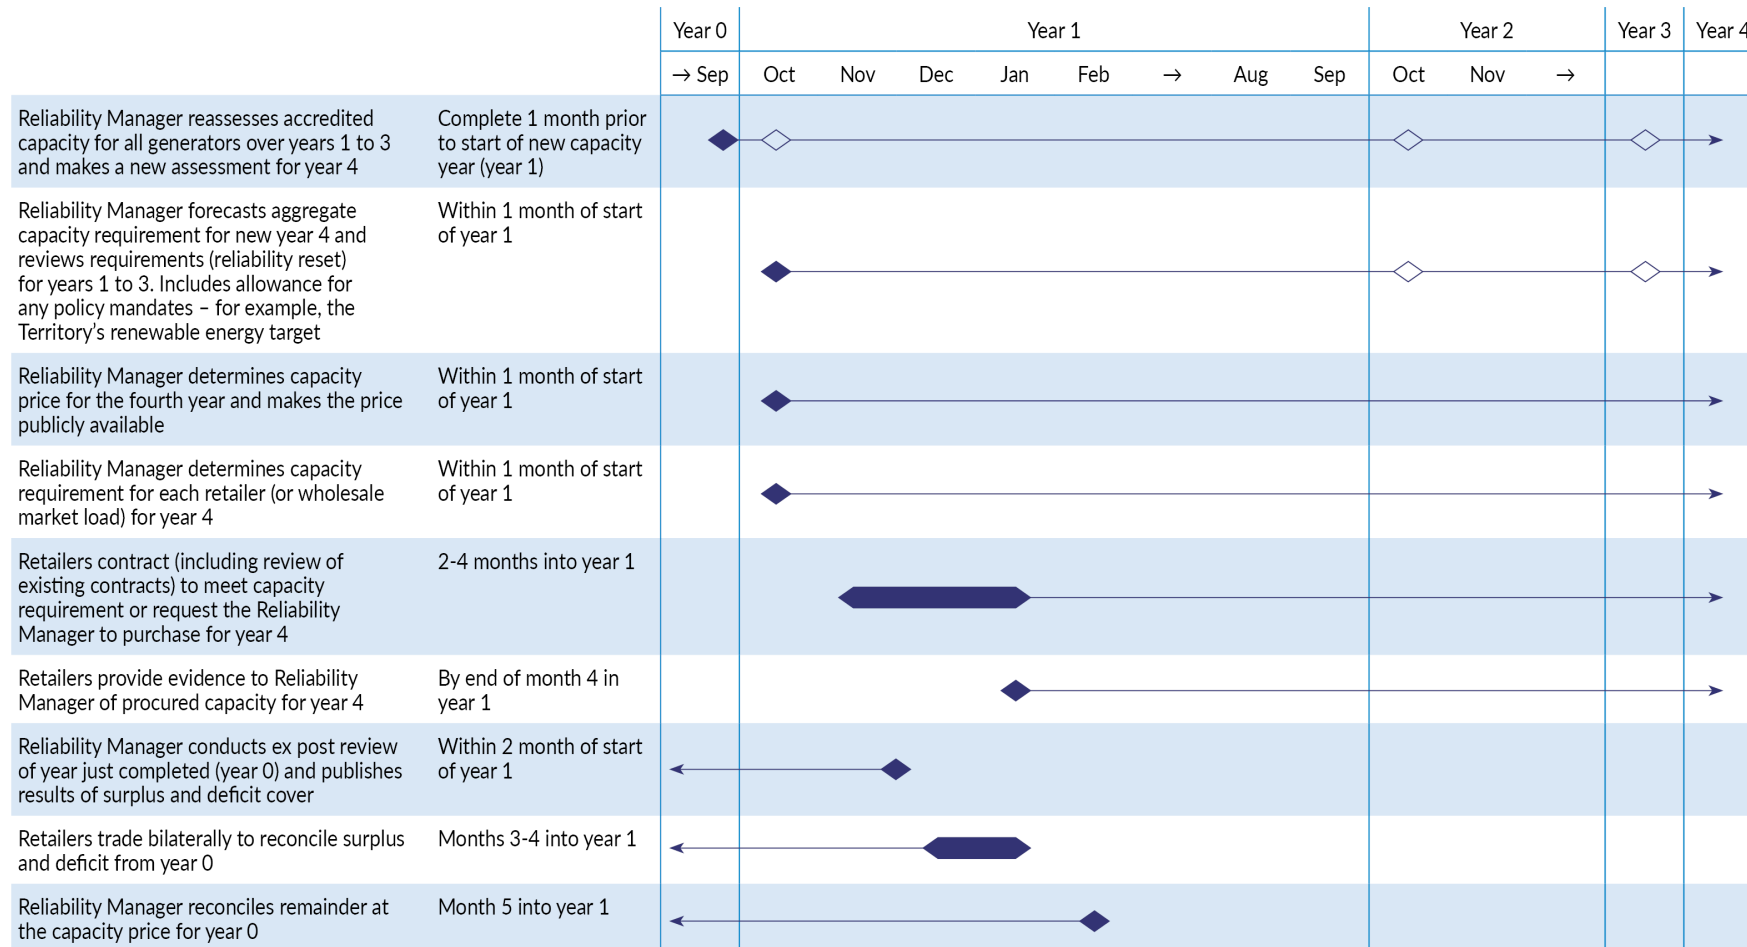 Year 0 Year 1 Year 2 Year 3 Year 4
→ Sep Oct Nov Dec Jan Feb → Aug Sep Oct Nov →
Reliability Manager reassesses accredited
capacity for all generators over years 1 to 3
and makes a new assessment for year 4
Complete 1 month prior
to start of new capacity
year (year 1)
Reliability Manager forecasts aggregate
capacity requirement for new year 4 and
reviews requirements (reliability reset)
for years 1 to 3. Includes allowance for
any policy mandates – for example, the
Territory’s renewable energy target
Within 1 month of start
of year 1
Reliability Manager determines capacity
price for the fourth year and makes the price
publicly available
Within 1 month of start
of year 1
Reliability Manager determines capacity
requirement for each retailer (or wholesale
market load) for year 4
Within 1 month of start
of year 1
Retailers contract (including review of
existing contracts) to meet capacity
requirement or request the Reliability
Manager to purchase for year 4
2-4 months into year 1
Retailers provide evidence to Reliability
Manager of procured capacity for year 4
By end of month 4 in
year 1
Reliability Manager conducts ex post review
of year just completed (year 0) and publishes
results of surplus and deficit cover
Within 2 month of start
of year 1
Retailers trade bilaterally to reconcile surplus
and deficit from year 0
Months 3-4 into year 1
Reliability Manager reconciles remainder at
the capacity price for year 0
Month 5 into year 1